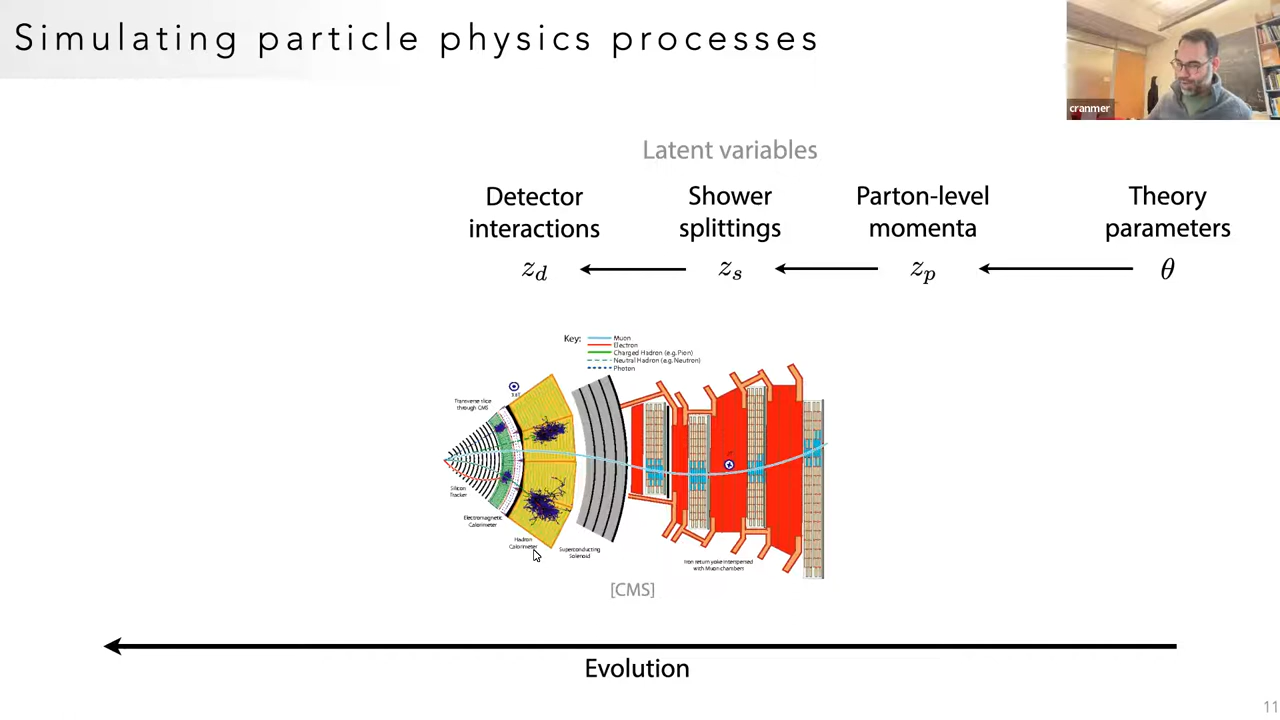 Simulating particle physics processes
cranmer
Latent variables
Detector
interactions
Shower
splittings
Parton-level
momenta
Theory
parameters
z_d
z_s
z_p
θ
Key:
Muon
Electron
Charged Hadron (e.g. Pion)
Neutral Hadron (e.g. Neutron)
Photon
Transverse slice
through CMS
Silicon
Tracker
Electromagnetic
Calorimeter
Hadron
Calorimeter
Superconducting
Solenoid
Iron return yoke interspersed
with Muon chambers
[CMS]
Evolution
11